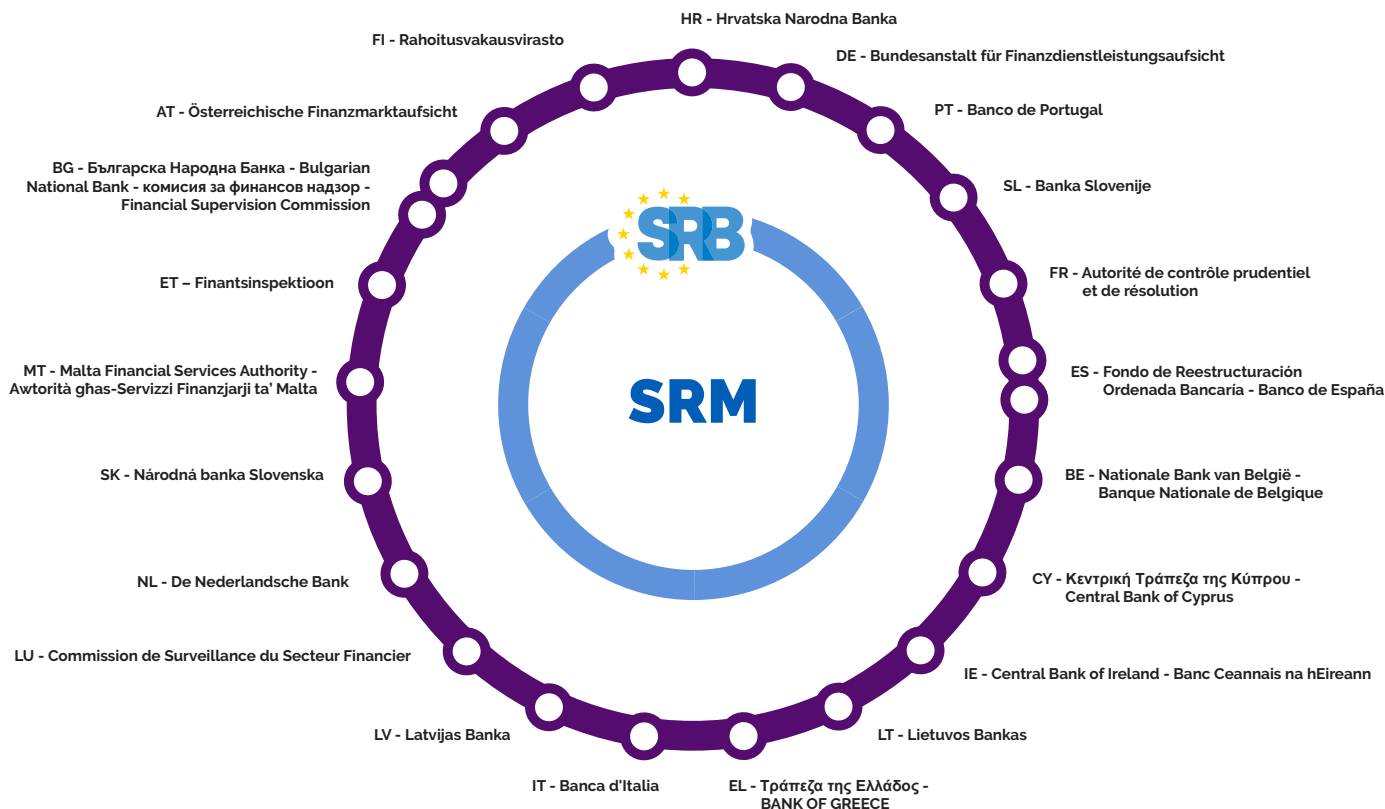 HR - Hrvatska Narodna Banka
FI - Rahoitusvakausvirasto
DE - Bundesanstalt für Finanzdienstleistungsaufsicht
AT - Österreichische Finanzmarktaufsicht
PT - Banco de Portugal
BG - Българска Народна Банка - Bulgarian
National Bank - комисия за финансов надзор -
Financial Supervision Commission
SL - Banka Slovenije
SRB
ET – Finantsinspektioon
FR - Autorité de contrôle prudentiel
et de résolution
MT - Malta Financial Services Authority -
Awtorità għas-Servizzi Finanzjarji ta’ Malta
ES - Fondo de Reestructuración
Ordenada Bancaría - Banco de España
SRM
SK - Národná banka Slovenska
BE - Nationale Bank van België -
Banque Nationale de Belgique
NL - De Nederlandsche Bank
CY - Κεντρική Τράπεζα της Κύπρου -
Central Bank of Cyprus
LU - Commission de Surveillance du Secteur Financier
IE - Central Bank of Ireland - Banc Ceannais na hEireann
LV - Latvijas Banka
LT - Lietuvos Bankas
IT - Banca d'Italia
EL - Τράπεζα της Ελλάδος -
BANK OF GREECE